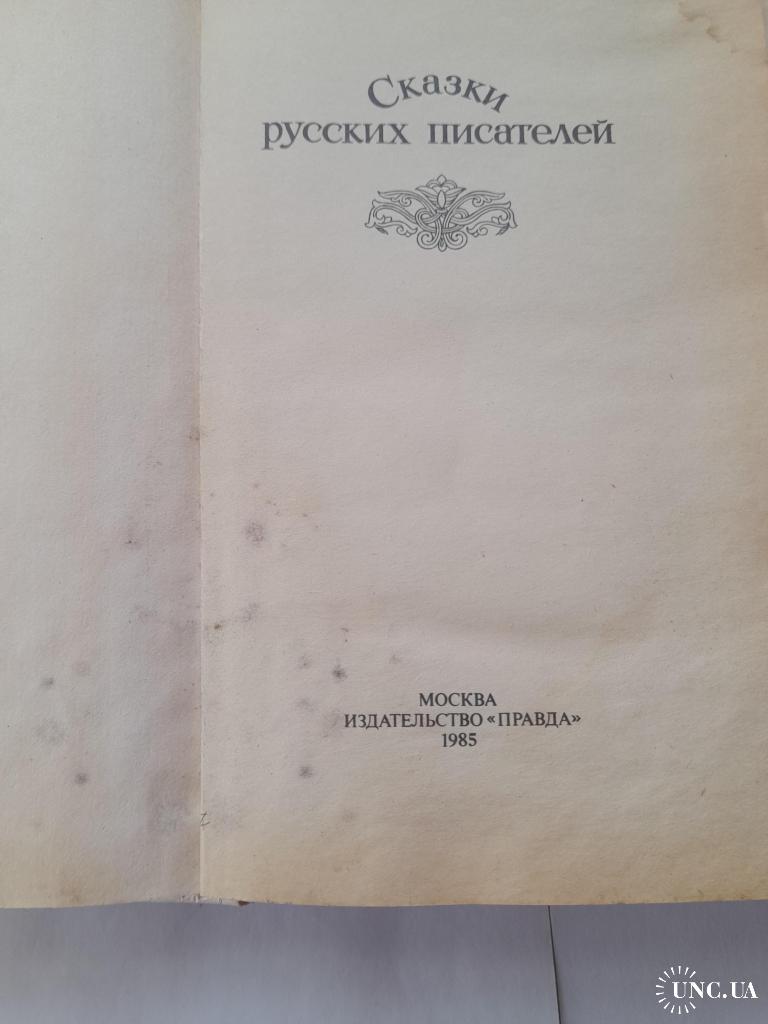 Сказки
русских писателей
МОСКВА
ИЗДАТЕЛЬСТВО «ПРАВДА»
1985
UNC.UA